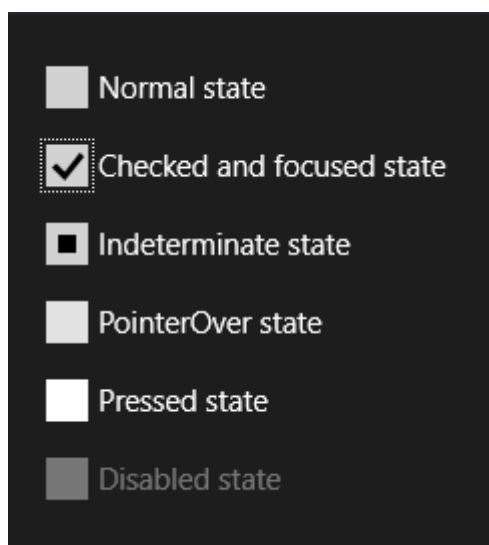 Normal state
Checked and focused state
Indeterminate state
PointerOver state
Pressed state
Disabled state